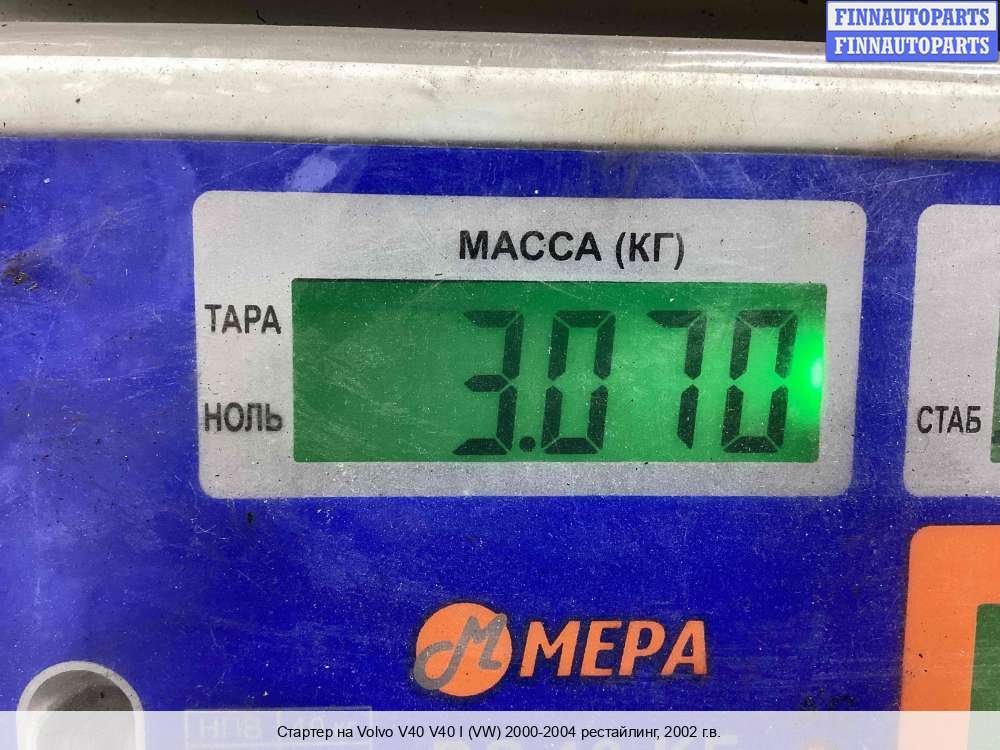 FINNAUTOPARTS
FINNAUTOPARTS
МАССА (КГ)
ТАРА
3.070
НОЛЬ
СТАБ
М МЕРА
НПВ
Стартер на Volvo V40 V40 I (VW) 2000-2004 рестайлинг, 2002 г.в.